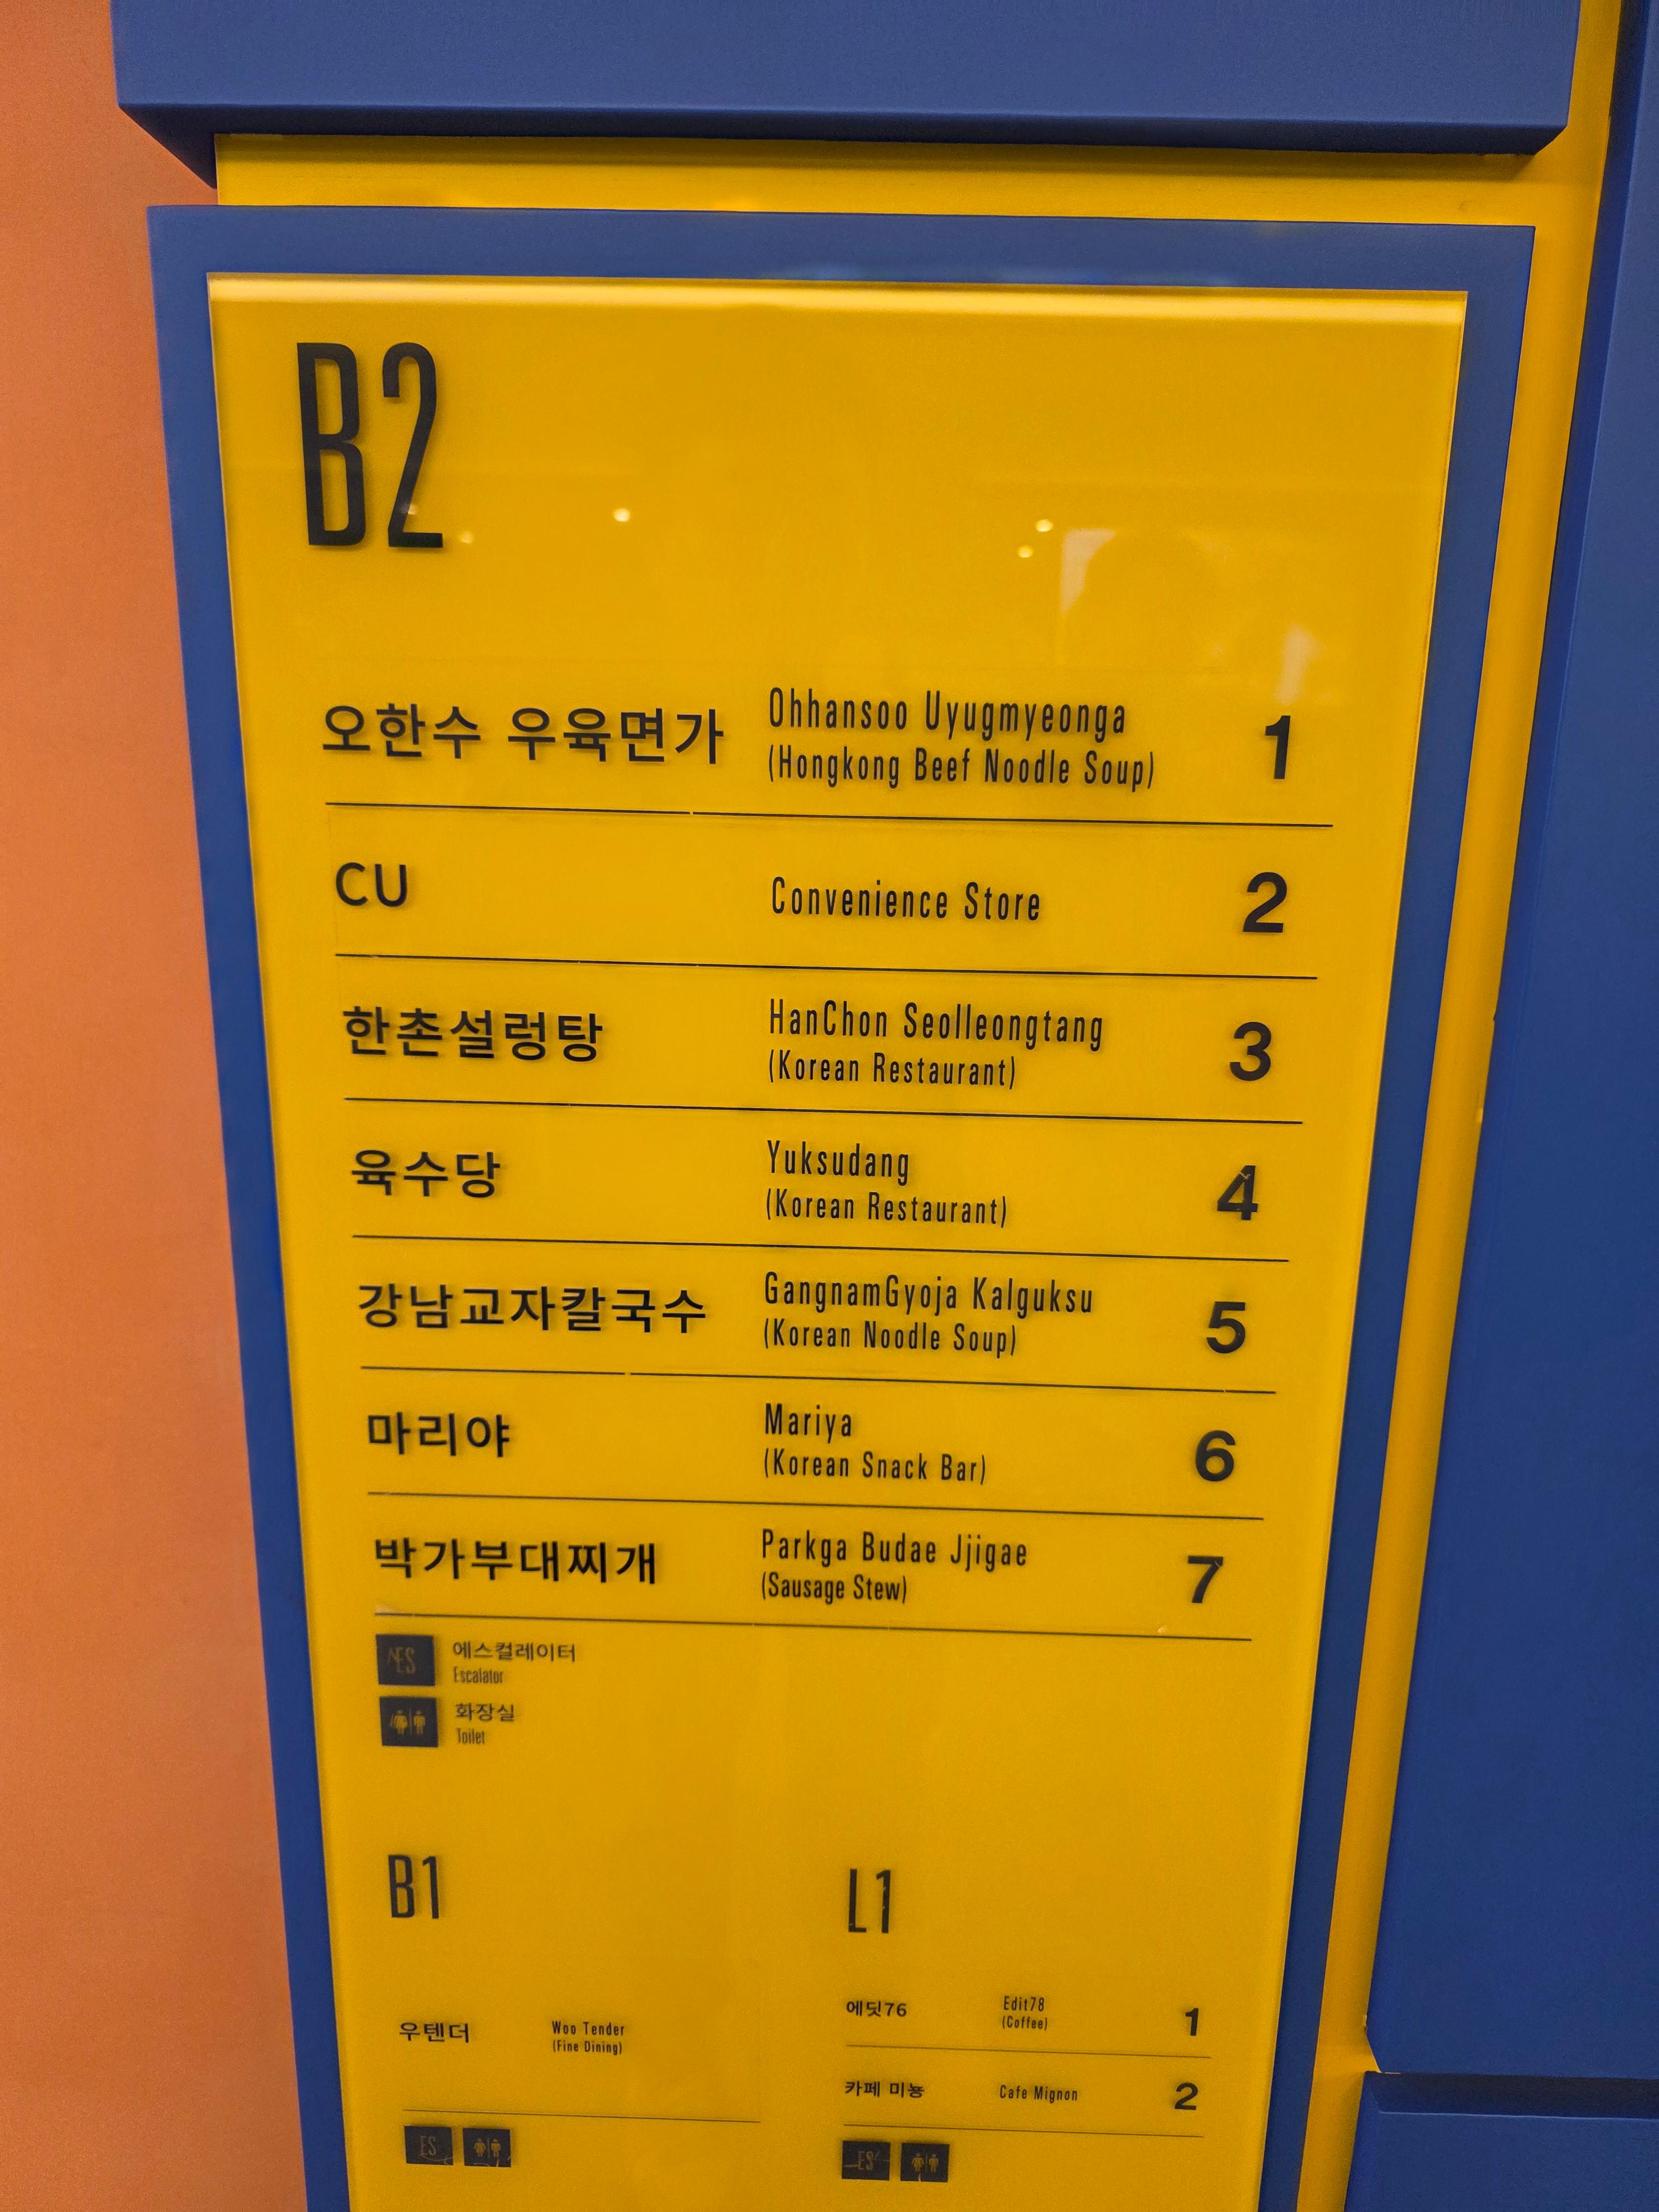 B2
오한수 우육면가 Ohhansoo Uyugmyeonga 1
(Hongkong Beef Noodle Soup)
CU Convenience Store 2
한촌설렁탕 HanChon Seolleongtang 3
(Korean Restaurant)
육수당 Yuksudang 4
(Korean Restaurant)
강남교자칼국수 GangnamGyoja Kalguksu 5
(Korean Noodle Soup)
마리야 Mariya 6
(Korean Snack Bar)
박가부대찌개 Parkga Budae Jjigae 7
(Sausage Stew)
ES 에스컬레이터
Escalator
화장실
Toilet
B1
우텐더 Woo Tender
(Fine Dining)
ES
L1
에딧76 Edit78 1
(Coffee)
카페 미뇽 Cafe Mignon 2
ES